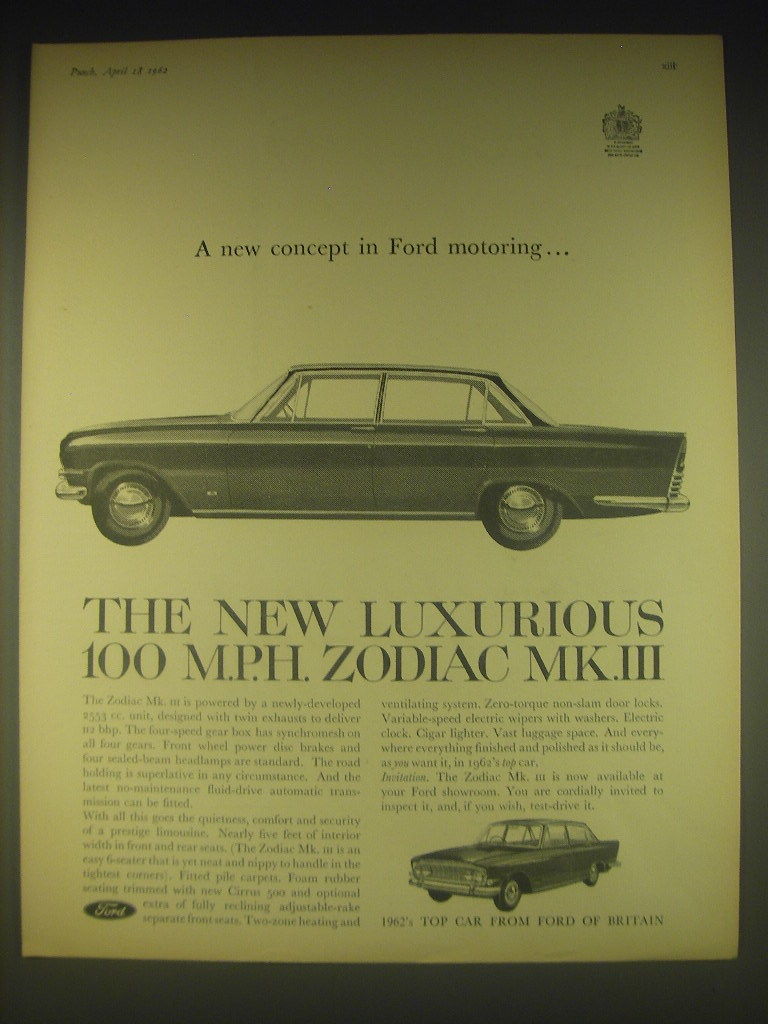 Punch, April 18 1962
xiii
A new concept in Ford motoring...
THE NEW LUXURIOUS
100 M.P.H. ZODIAC MK.III
The Zodiac Mk. III is powered by a newly-developed
2553 cc. unit, designed with twin exhausts to deliver
112 bhp. The four-speed gear box has synchromesh on
all four gears. Front wheel power disc brakes and
four sealed-beam headlamps are standard. The road
holding is superlative in any circumstance. And the
latest no-maintenance fluid-drive automatic trans-
mission can be fitted.
With all this goes the quietness, comfort and security
of a prestige limousine. Nearly five feet of interior
width in front and rear seats. (The Zodiac Mk. III is an
easy 6-seater that is yet neat and nippy to handle in the
tightest corners). Fitted pile carpets. Foam rubber
seating trimmed with new Cirrus 500 and optional
extra of fully reclining adjustable-rake
separate front seats. Two-zone heating and
Ford
ventilating system. Zero-torque non-slam door locks.
Variable-speed electric wipers with washers. Electric
clock. Cigar lighter. Vast luggage space. And every-
where everything finished and polished as it should be,
as you want it, in 1962's top car.
Invitation. The Zodiac Mk. III is now available at
your Ford showroom. You are cordially invited to
inspect it, and, if you wish, test-drive it.
1962's TOP CAR FROM FORD OF BRITAIN